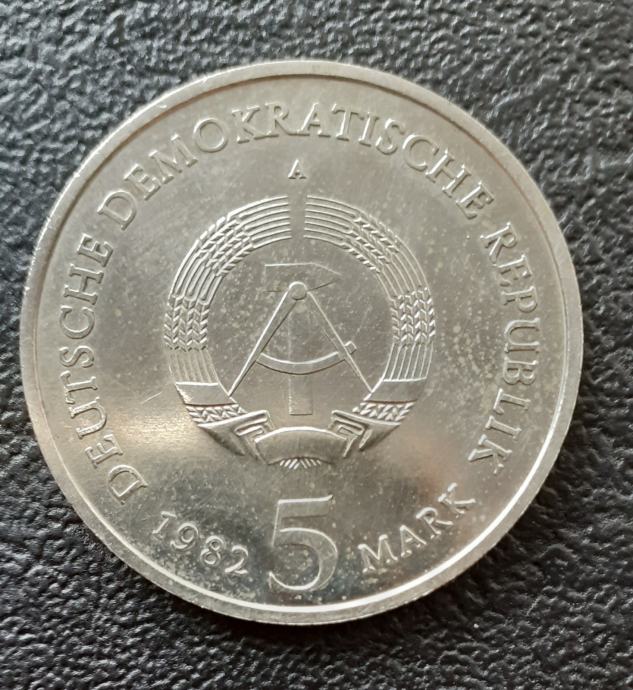 DEUTSCHE DEMOKRATISCHE REPUBLIK
A
1982 5 MARK